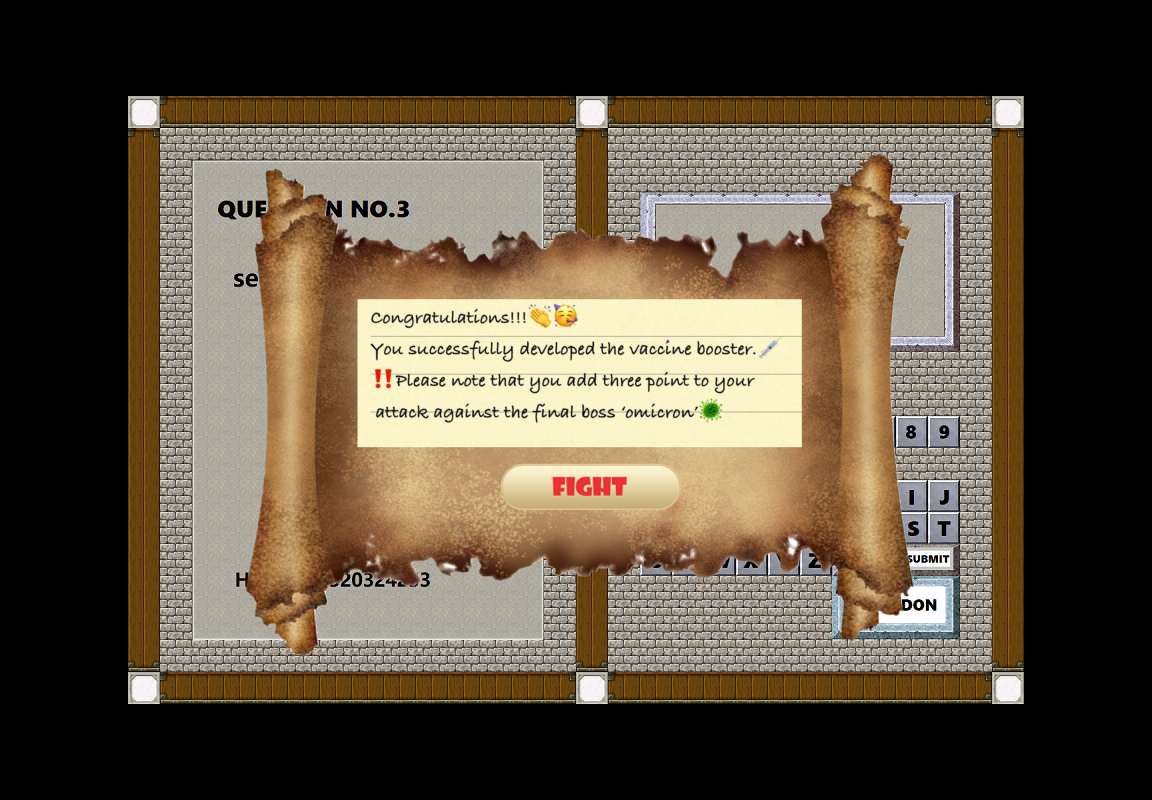 NO.3
Congratulations!!!👏🥳
You successfully developed the vaccine booster.💉
‼️Please note that you add three point to your
attack against the final boss ‘omicron’🦠
FIGHT
8 9
I J
S T
SUBMIT